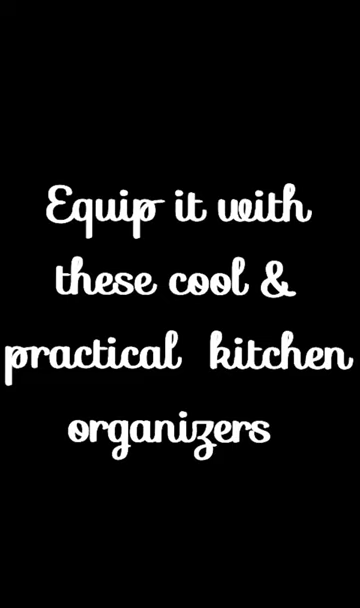 Equip it with
these cool &
practical kitchen
organizers